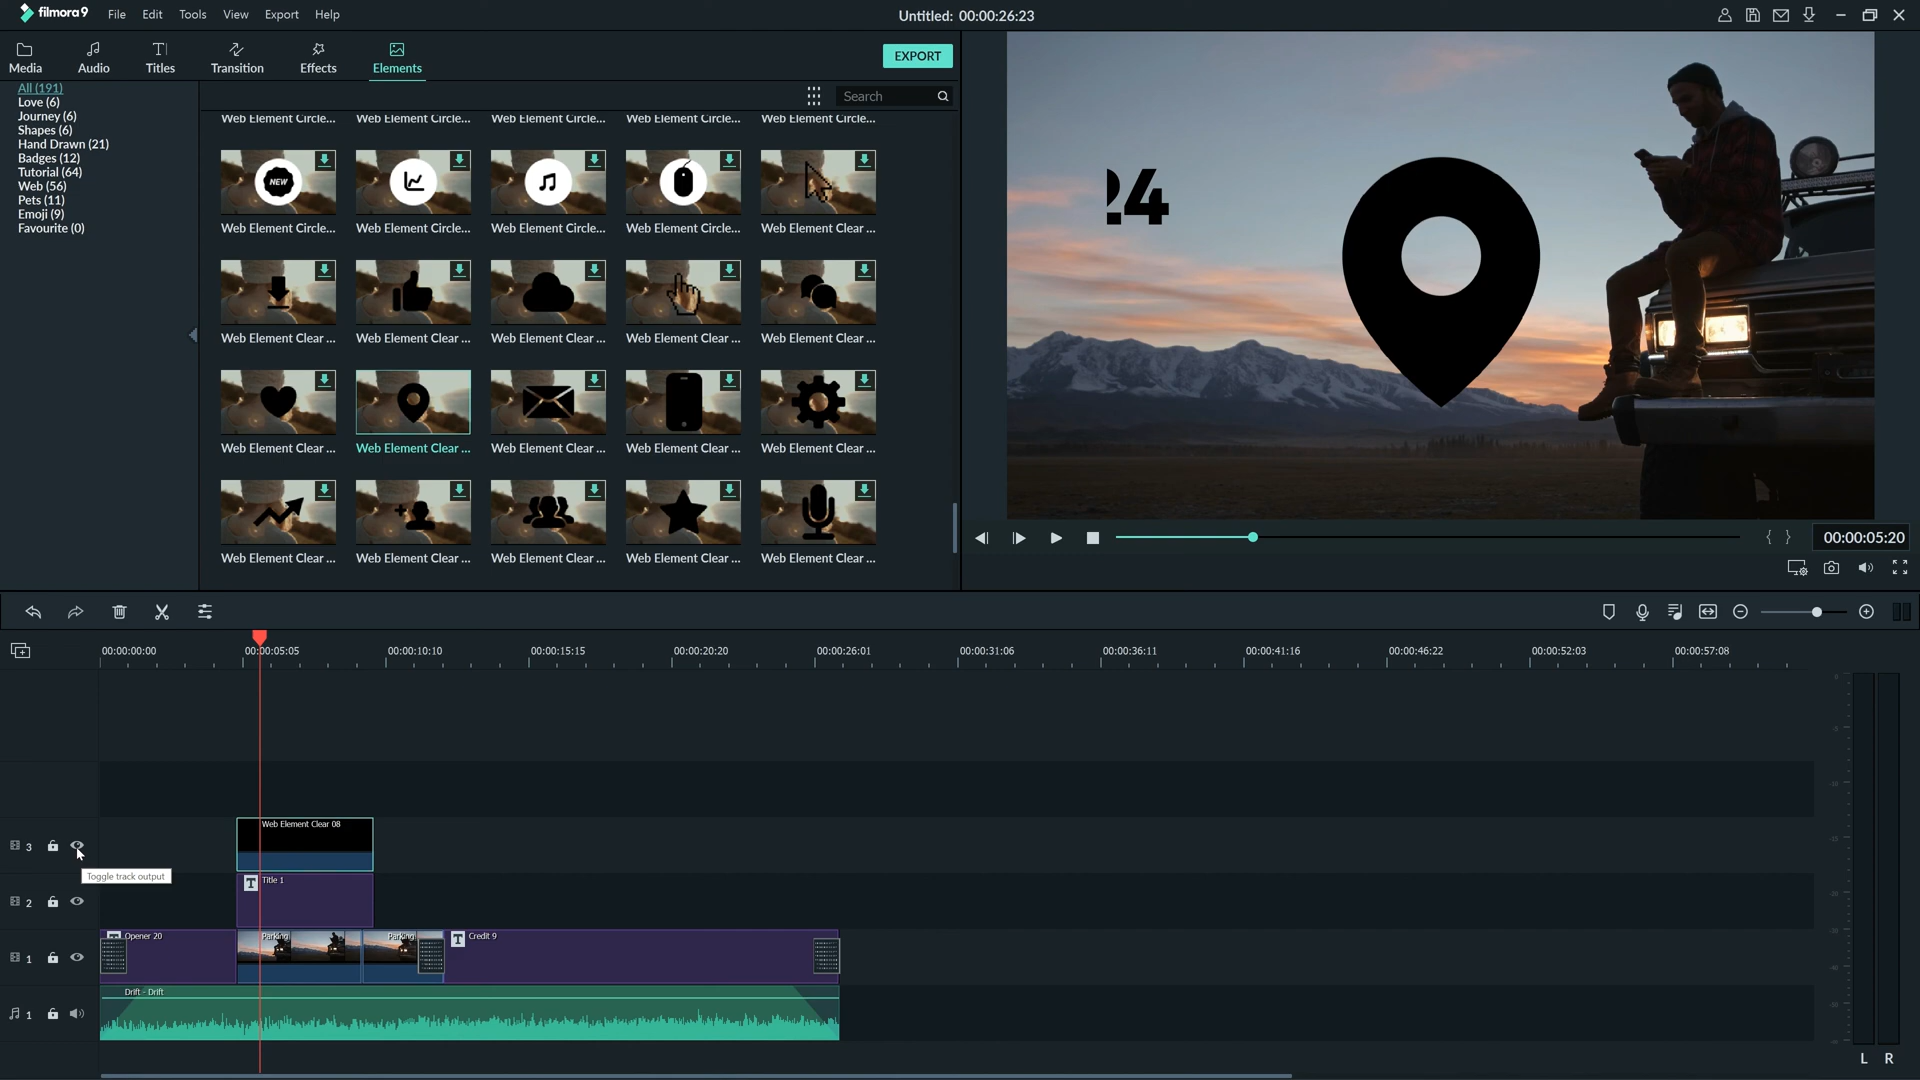 filmora9 File Edit Tools View Export Help Untitled: 00:00:26:23
Media Audio Titles Transition Effects Elements EXPORT
All (191)
Love (6)
Journey (6)
Shapes (6)
Hand Drawn (21)
Badges (12)
Tutorial (64)
Web (56)
Pets (11)
Emoji (9)
Favourite (0)
Search
Web Element Circle... Web Element Circle... Web Element Circle... Web Element Circle... Web Element Circle...
NEW
Web Element Circle... Web Element Circle... Web Element Circle... Web Element Circle... Web Element Clear ...
Web Element Clear ... Web Element Clear ... Web Element Clear ... Web Element Clear ... Web Element Clear ...
Web Element Clear ... Web Element Clear ... Web Element Clear ... Web Element Clear ... Web Element Clear ...
Web Element Clear ... Web Element Clear ... Web Element Clear ... Web Element Clear ... Web Element Clear ...
24
00:00:05:20
00:00:00:00 00:00:05:05 00:00:10:10 00:00:15:15 00:00:20:20 00:00:26:01 00:00:31:06 00:00:36:11 00:00:41:16 00:00:46:22 00:00:52:03 00:00:57:08
Web Element Clear 08
3
Toggle track output
T Title 1
2
Opener 20 Parking Parking T Credit 9
1
Drift - Drift
1
L R